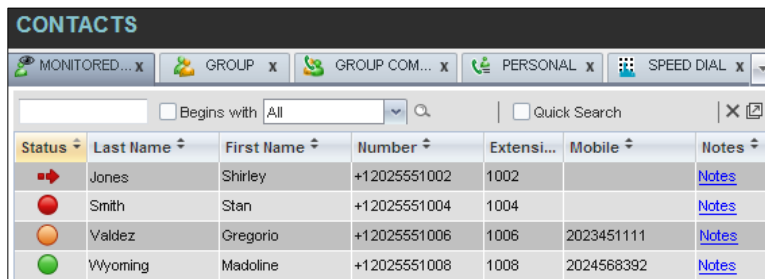 CONTACTS
MONITORED... x GROUP x GROUP COM... x PERSONAL x SPEED DIAL x
Begins with All Quick Search
Status Last Name First Name Number Extensi... Mobile Notes
Jones Shirley +12025551002 1002 Notes
Smith Stan +12025551004 1004 Notes
Valdez Gregorio +12025551006 1006 2023451111 Notes
Wyoming Madoline +12025551008 1008 2024568392 Notes